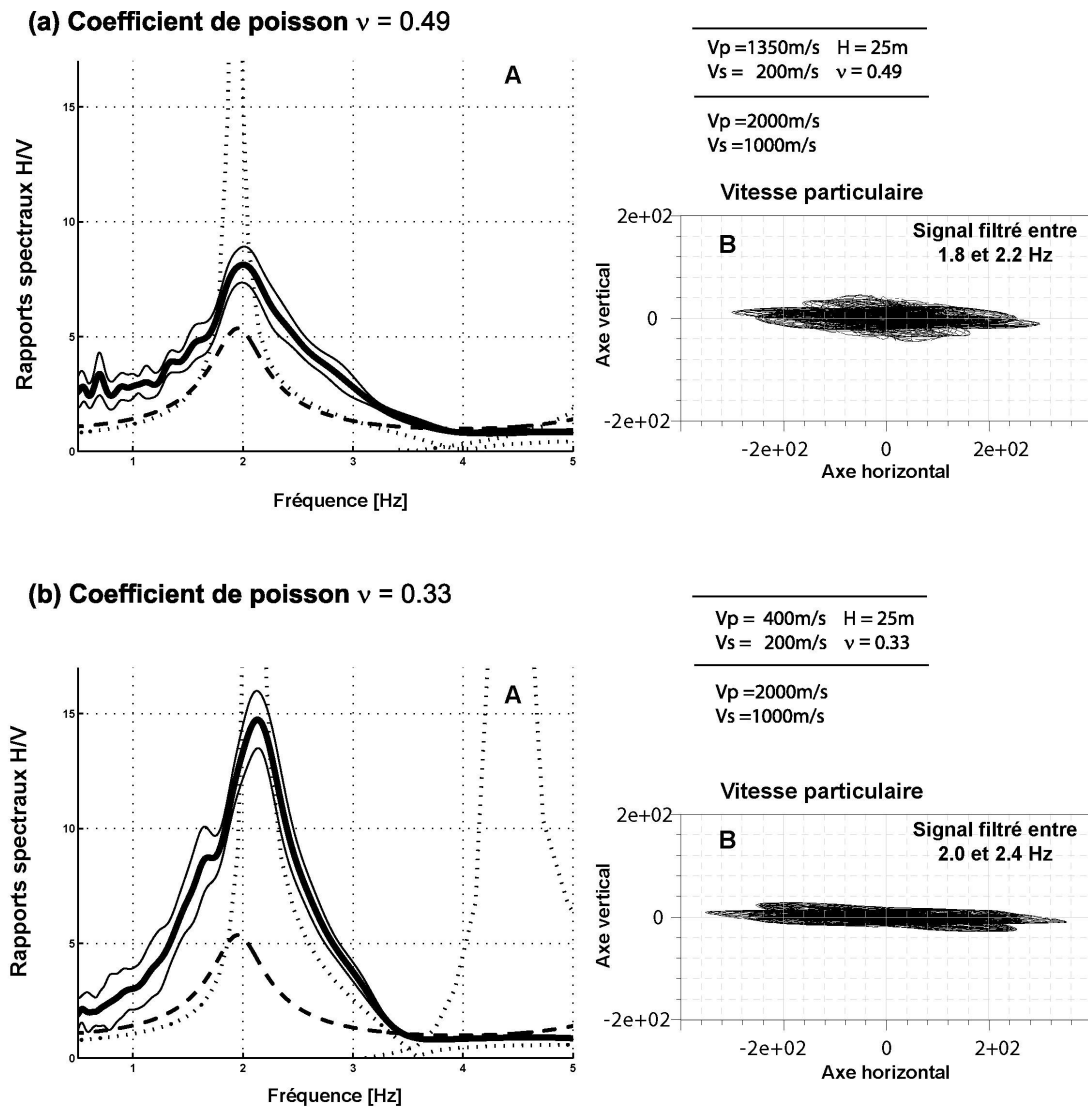 (a) Coefficient de poisson ν = 0.49
A
15
10
5
0
1
2
3
4
5
Rapports spectraux H/V
Fréquence [Hz]
Vp =1350m/s H = 25m
Vs = 200m/s ν = 0.49
Vp =2000m/s
Vs =1000m/s
Vitesse particulaire
B
Signal filtré entre
1.8 et 2.2 Hz
2e+02
0
-2e+02
Axe vertical
-2e+02
0
2e+02
Axe horizontal
(b) Coefficient de poisson ν = 0.33
A
15
10
5
0
1
2
3
4
5
Rapports spectraux H/V
Fréquence [Hz]
Vp = 400m/s H = 25m
Vs = 200m/s ν = 0.33
Vp =2000m/s
Vs =1000m/s
Vitesse particulaire
B
Signal filtré entre
2.0 et 2.4 Hz
2e+02
0
-2e+02
Axe vertical
-2e+02
0
2e+02
Axe horizontal